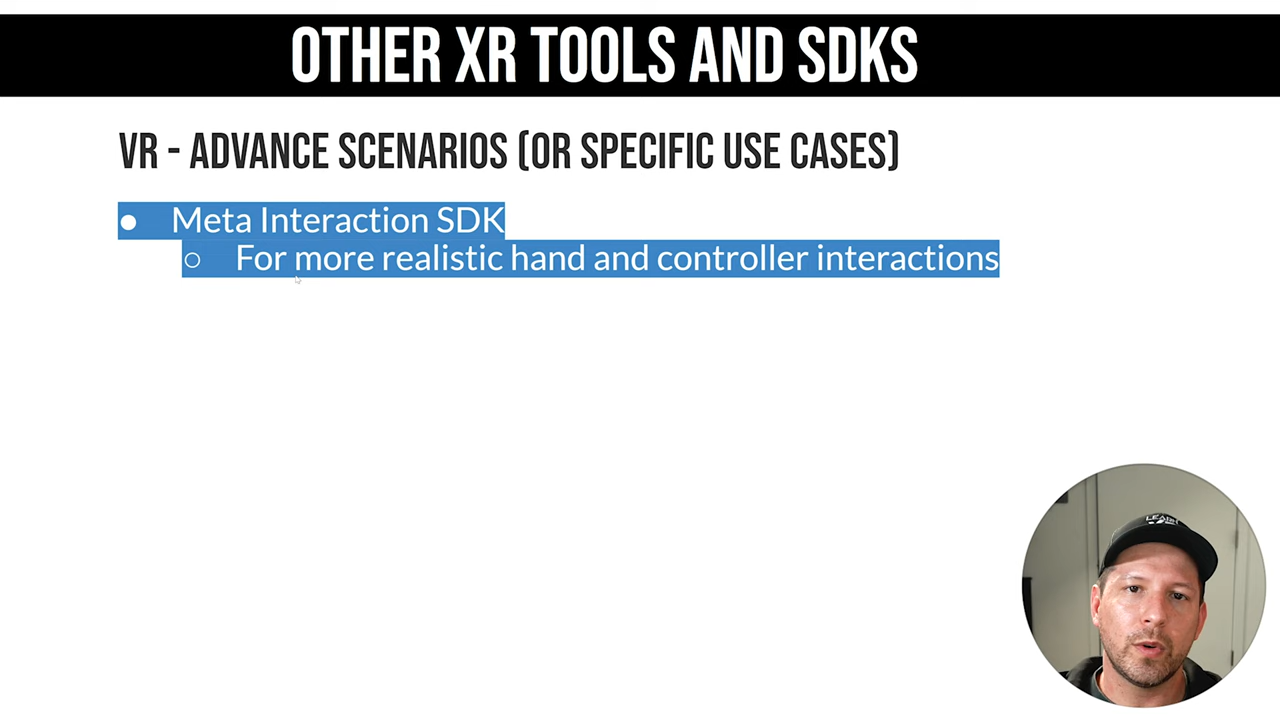 OTHER XR TOOLS AND SDKS
VR - ADVANCE SCENARIOS (OR SPECIFIC USE CASES)
● Meta Interaction SDK
○ For more realistic hand and controller interactions
LEARN